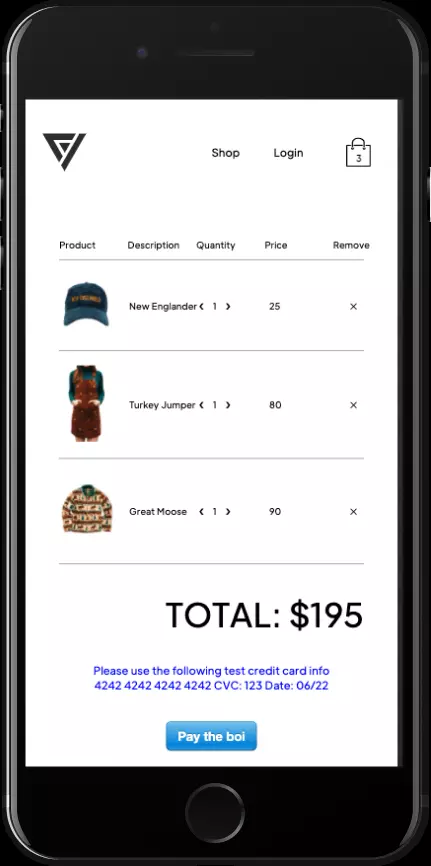 Shop Login
3
Product Description Quantity Price Remove
New Englander ‹ 1 › 25 ×
Turkey Jumper ‹ 1 › 80 ×
Great Moose ‹ 1 › 90 ×
TOTAL: $195
Please use the following test credit card info
4242 4242 4242 4242 CVC: 123 Date: 06/22
Pay the boi